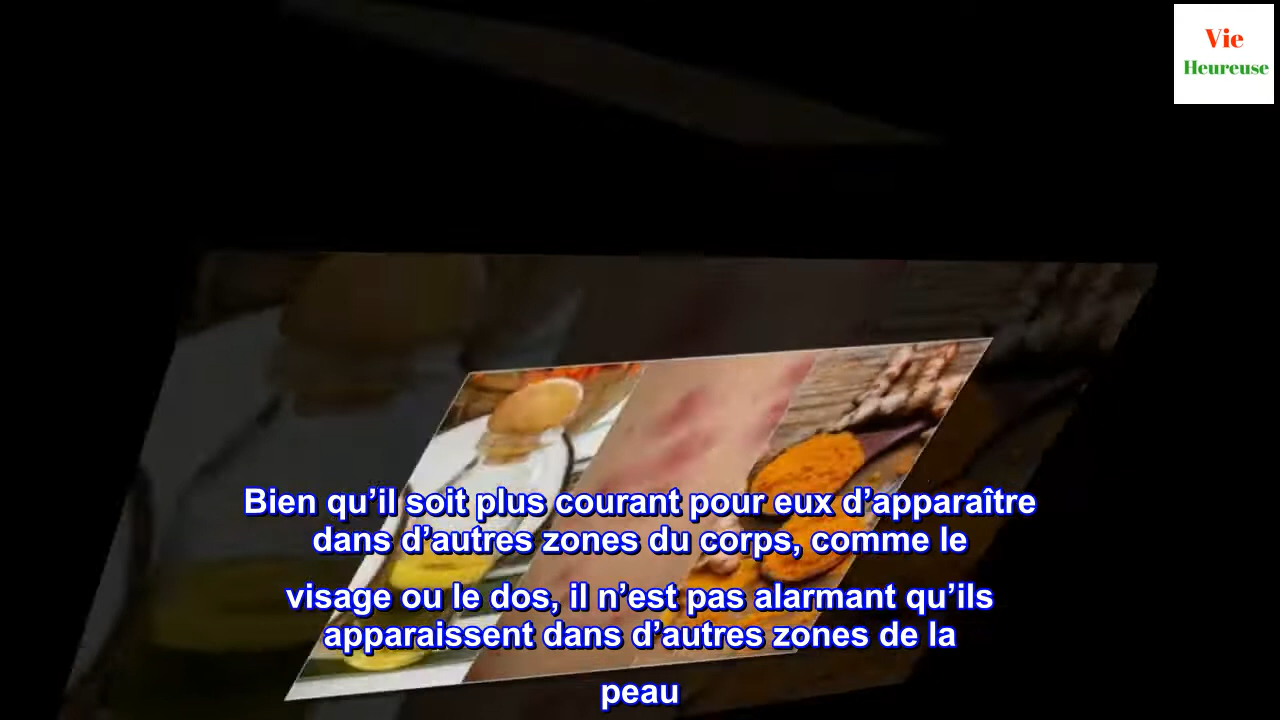 Vie
Heureuse
Bien qu’il soit plus courant pour eux d’apparaître
dans d’autres zones du corps, comme le
visage ou le dos, il n’est pas alarmant qu’ils
apparaissent dans d’autres zones de la
peau